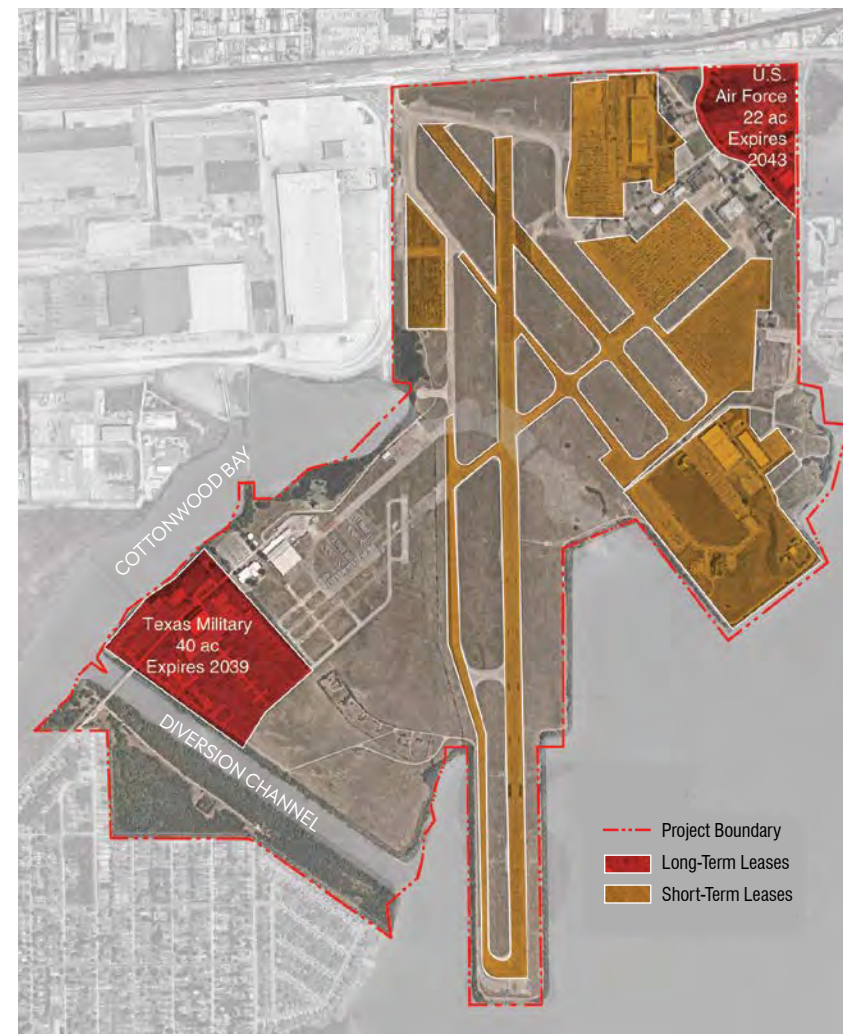 U.S.
Air Force
22 ac
Expires
2043
COTTONWOOD BAY
Texas Military
40 ac
Expires 2039
DIVERSION CHANNEL
Project Boundary
Long-Term Leases
Short-Term Leases